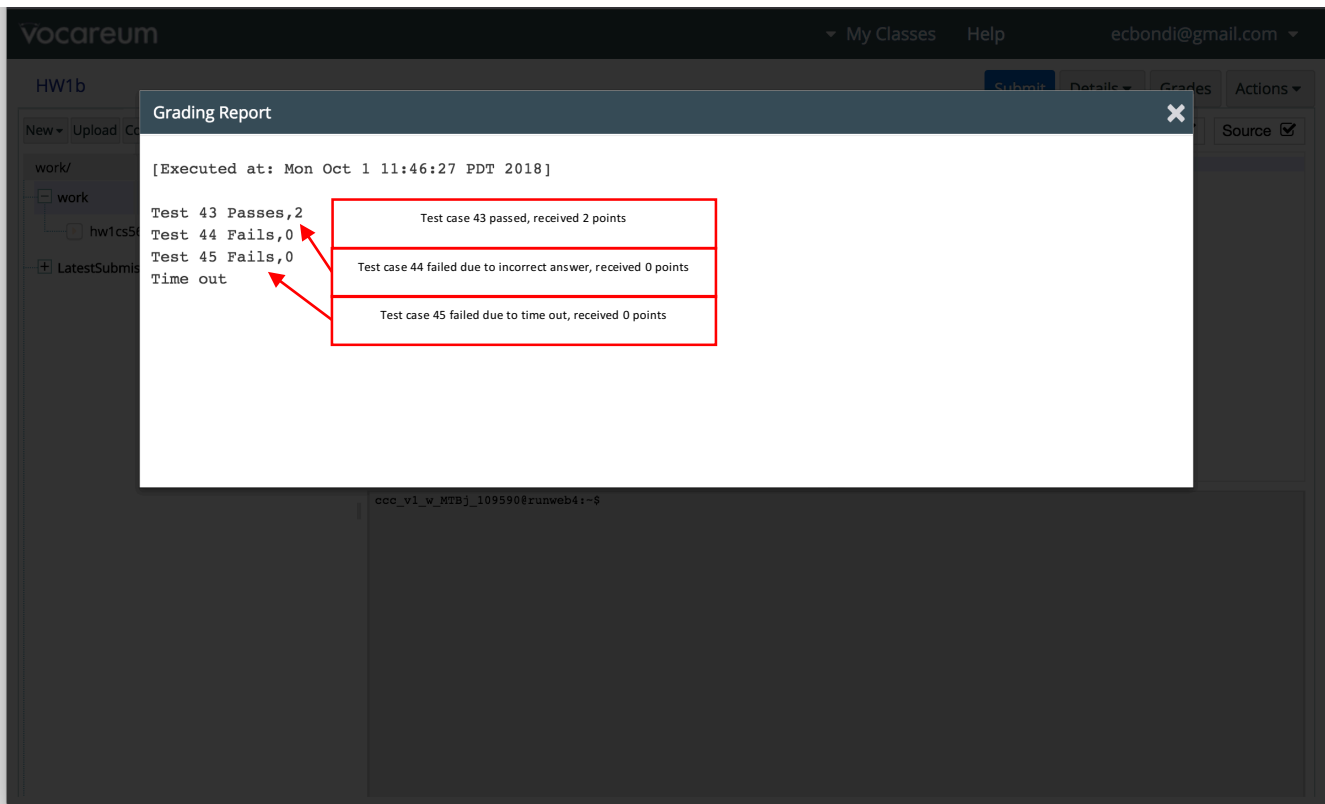 vocareum
My Classes Help ecbondi@gmail.com
HW1b
Submit Details Grades Actions
Grading Report
New Upload Co
Source
work/
[Executed at: Mon Oct 1 11:46:27 PDT 2018]
work
Test 43 Passes,2
Test case 43 passed, received 2 points
hw1cs56
Test 44 Fails,0
Test 45 Fails,0
Test case 44 failed due to incorrect answer, received 0 points
LatestSubmis
Time out
Test case 45 failed due to time out, received 0 points
ccc_v1_w_MTBj_109590@runweb4:~$